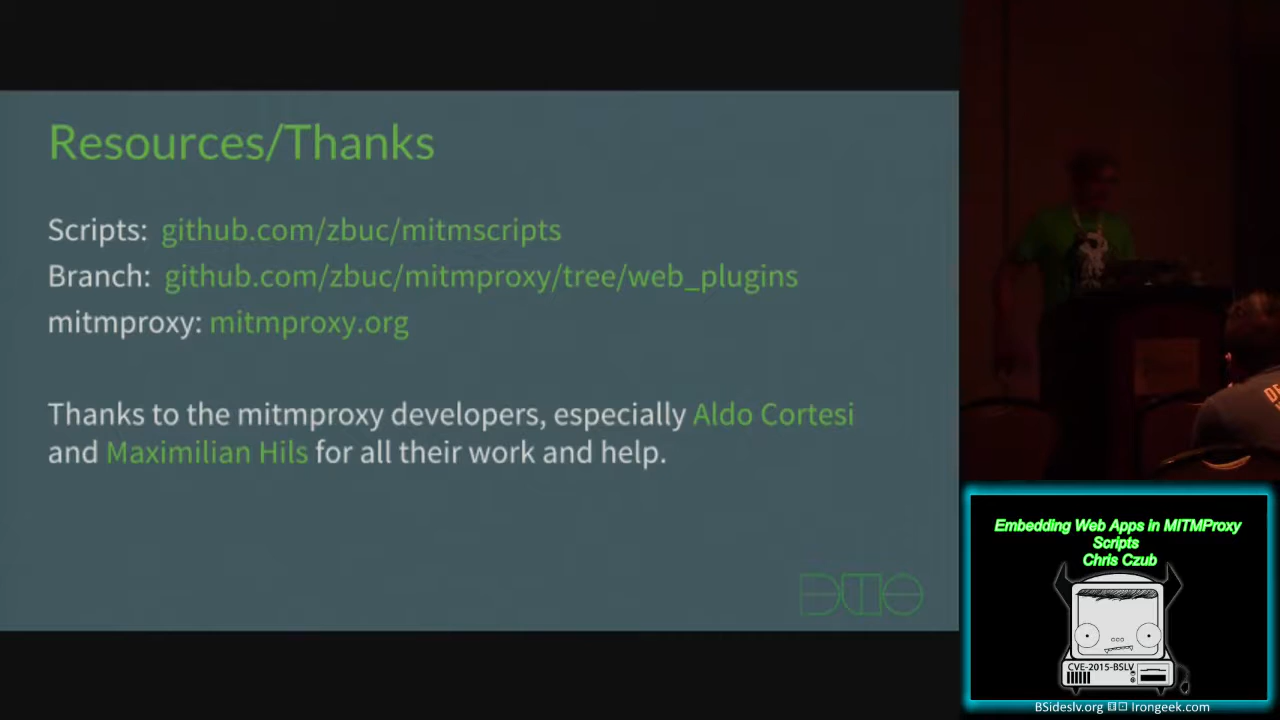 Resources/Thanks
Scripts: github.com/zbuc/mitmscripts
Branch: github.com/zbuc/mitmproxy/tree/web_plugins
mitmproxy: mitmproxy.org
Thanks to the mitmproxy developers, especially Aldo Cortesi
and Maximilian Hils for all their work and help.
DUO
Embedding Web Apps in MITMProxy
Scripts
Chris Czub
CVE-2015-BSLV
BSideslv.org Irongeek.com